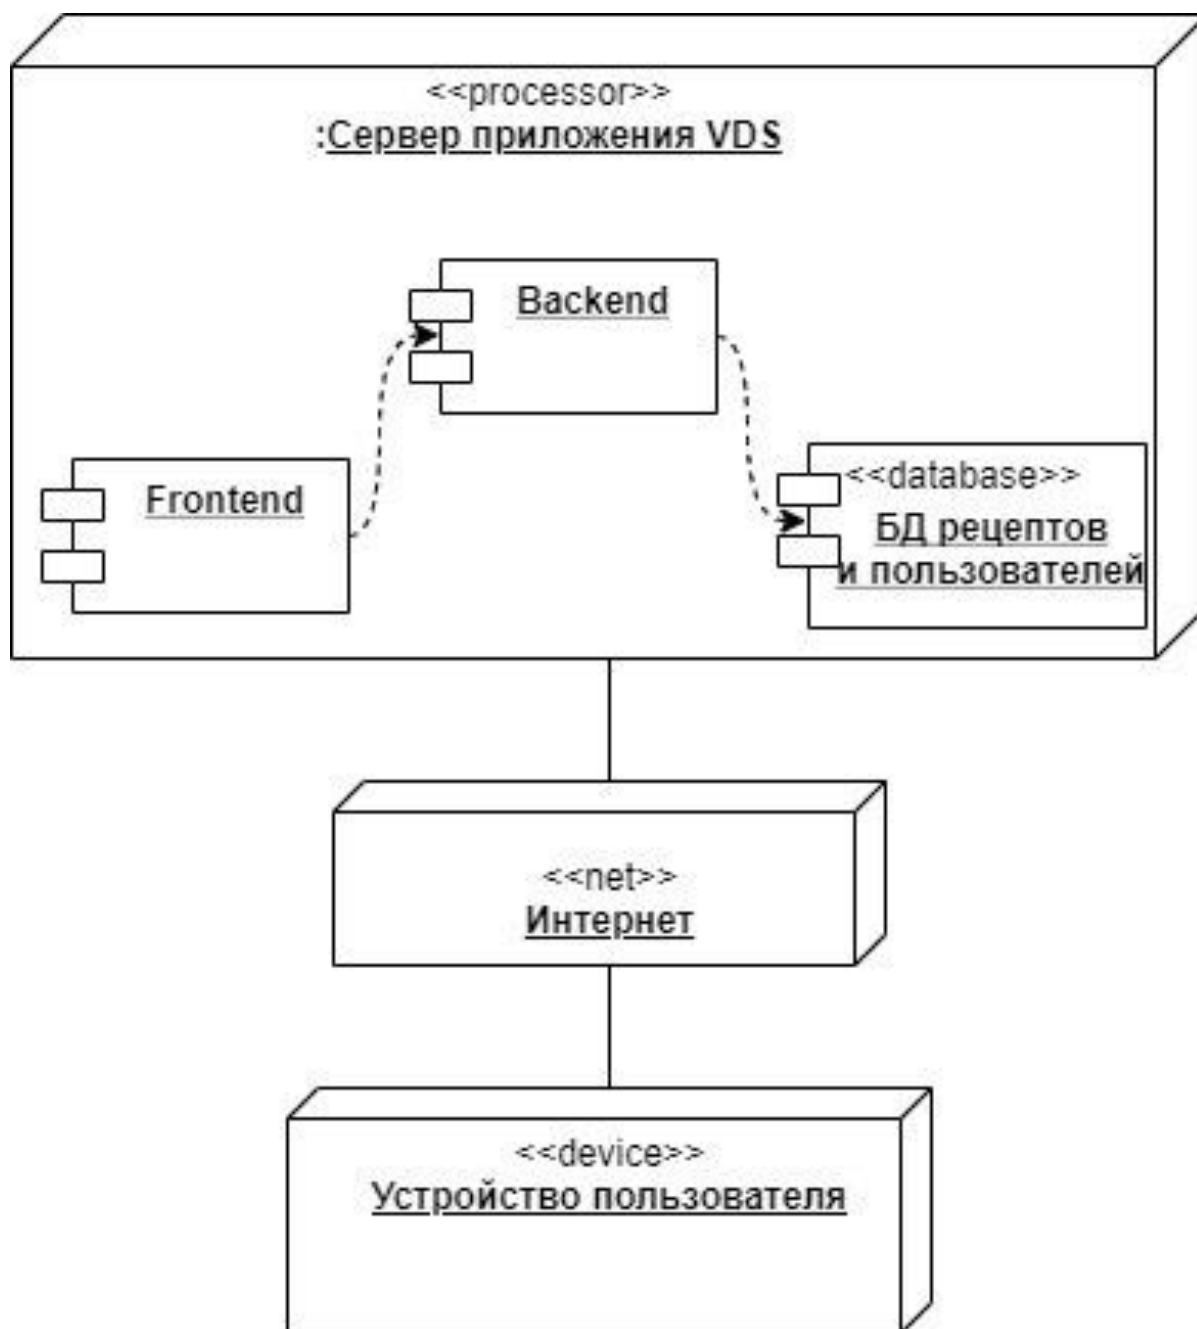 <<processor>>
:Сервер приложения VDS
Backend
Frontend
<<database>>
БД рецептов
и пользователей
<<net>>
Интернет
<<device>>
Устройство пользователя